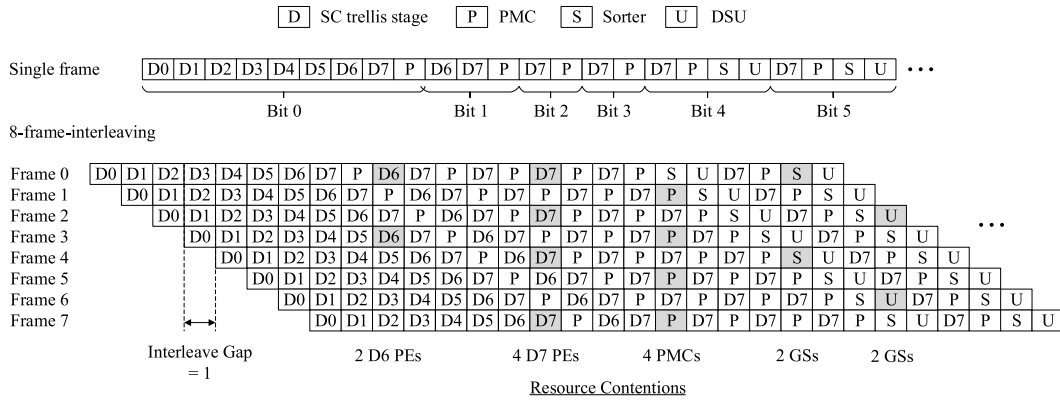 D SC trellis stage P PMC S Sorter U DSU
Single frame D0 D1 D2 D3 D4 D5 D6 D7 P D6 D7 P D7 P D7 P D7 P S U D7 P S U ...
Bit 0 Bit 1 Bit 2 Bit 3 Bit 4 Bit 5
8-frame-interleaving
Frame 0 D0 D1 D2 D3 D4 D5 D6 D7 P D6 D7 P D7 P D7 P D7 P S U D7 P S U
Frame 1 D0 D1 D2 D3 D4 D5 D6 D7 P D6 D7 P D7 P D7 P D7 P S U D7 P S U
Frame 2 D0 D1 D2 D3 D4 D5 D6 D7 P D6 D7 P D7 P D7 P D7 P S U D7 P S U
Frame 3 D0 D1 D2 D3 D4 D5 D6 D7 P D6 D7 P D7 P D7 P D7 P S U D7 P S U ...
Frame 4 D0 D1 D2 D3 D4 D5 D6 D7 P D6 D7 P D7 P D7 P D7 P S U D7 P S U
Frame 5 D0 D1 D2 D3 D4 D5 D6 D7 P D6 D7 P D7 P D7 P D7 P S U D7 P S U
Frame 6 D0 D1 D2 D3 D4 D5 D6 D7 P D6 D7 P D7 P D7 P D7 P S U D7 P S U
Frame 7 D0 D1 D2 D3 D4 D5 D6 D7 P D6 D7 P D7 P D7 P D7 P S U D7 P S U
Interleave Gap
= 1
2 D6 PEs 4 D7 PEs 4 PMCs 2 GSs 2 GSs
Resource Contentions